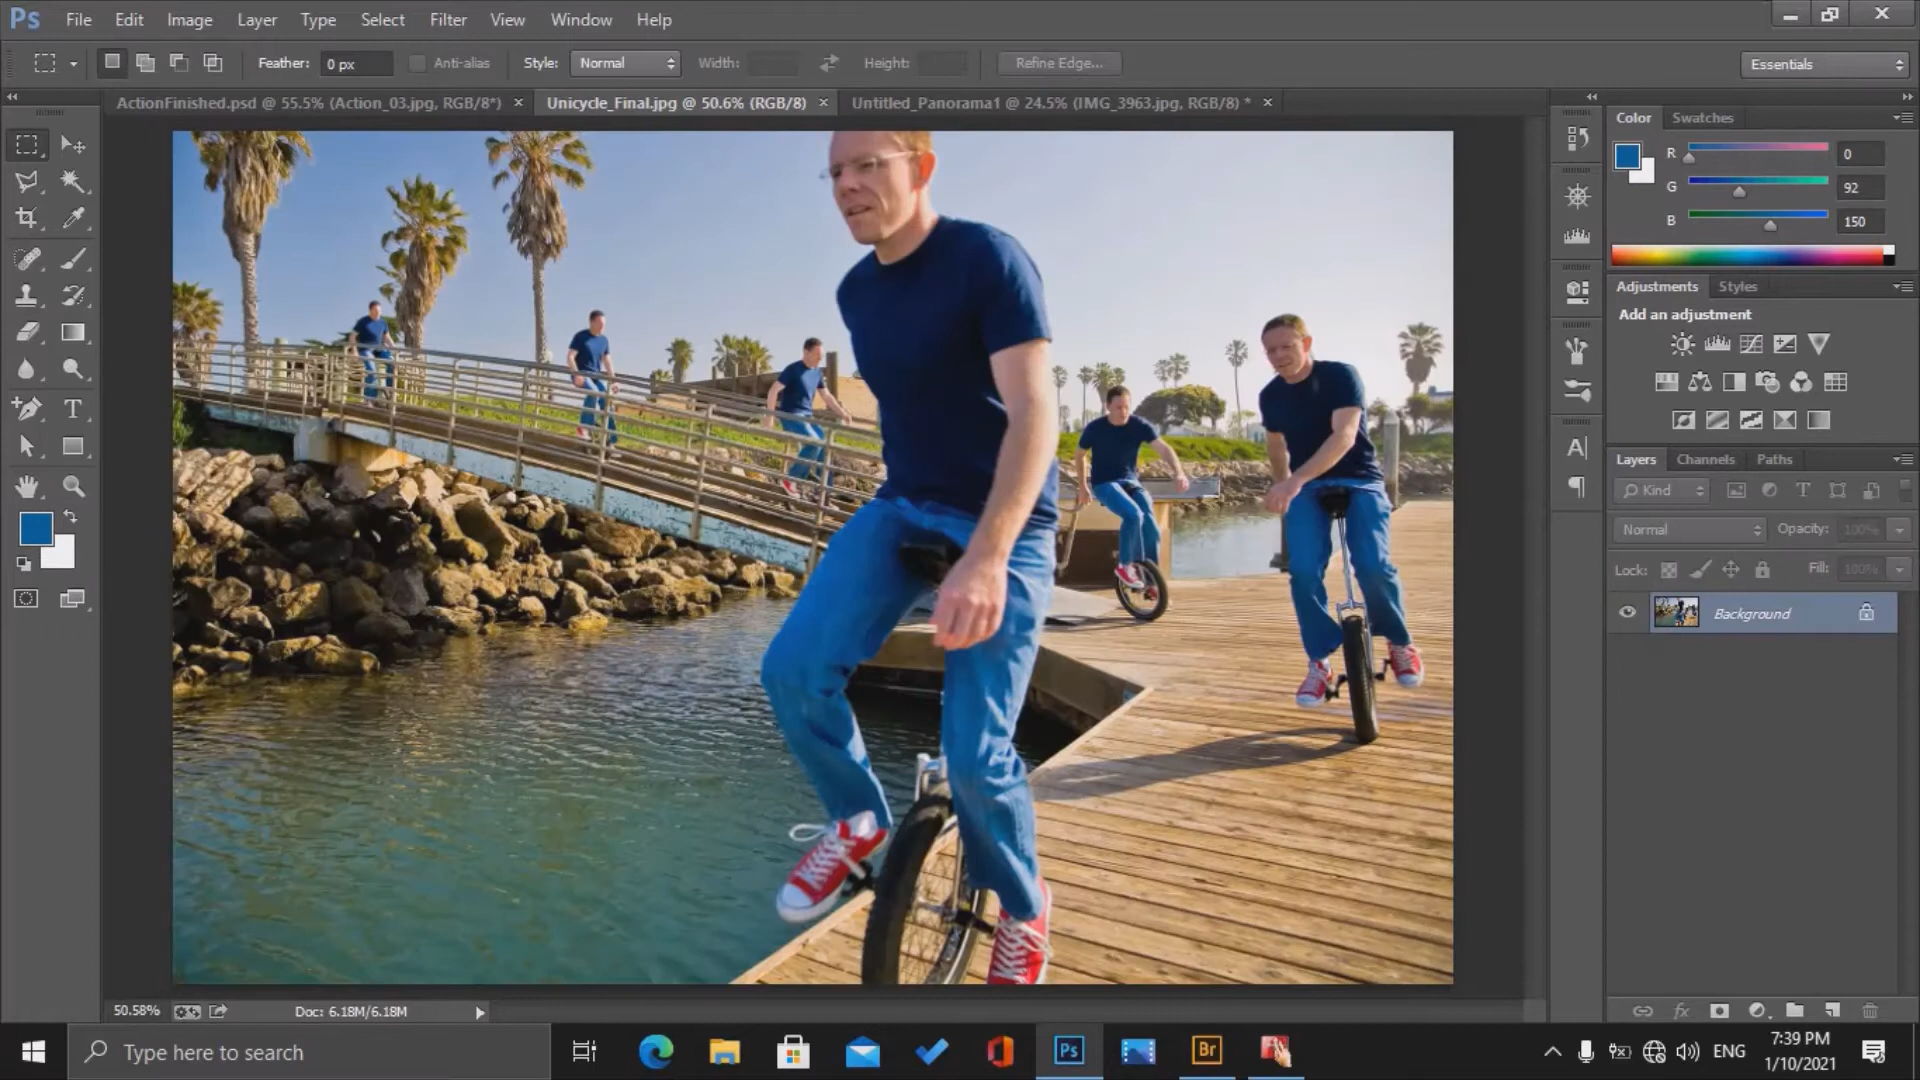 Ps File Edit Image Layer Type Select Filter View Window Help
Feather: 0 px Anti-alias Style: Normal Width: Height: Refine Edge... Essentials
ActionFinished.psd @ 55.5% (Action_03.jpg, RGB/8*) × Unicycle_Final.jpg @ 50.6% (RGB/8) × Untitled_Panorama1 @ 24.5% (IMG_3963.jpg, RGB/8) * ×
Color Swatches
R 0
G 92
B 150
Adjustments Styles
Add an adjustment
Layers Channels Paths
Kind
Normal Opacity: 100%
Lock: Fill: 100%
Background
50.58% Doc: 6.18M/6.18M
Type here to search
Ps
Br
ENG
7:39 PM
1/10/2021